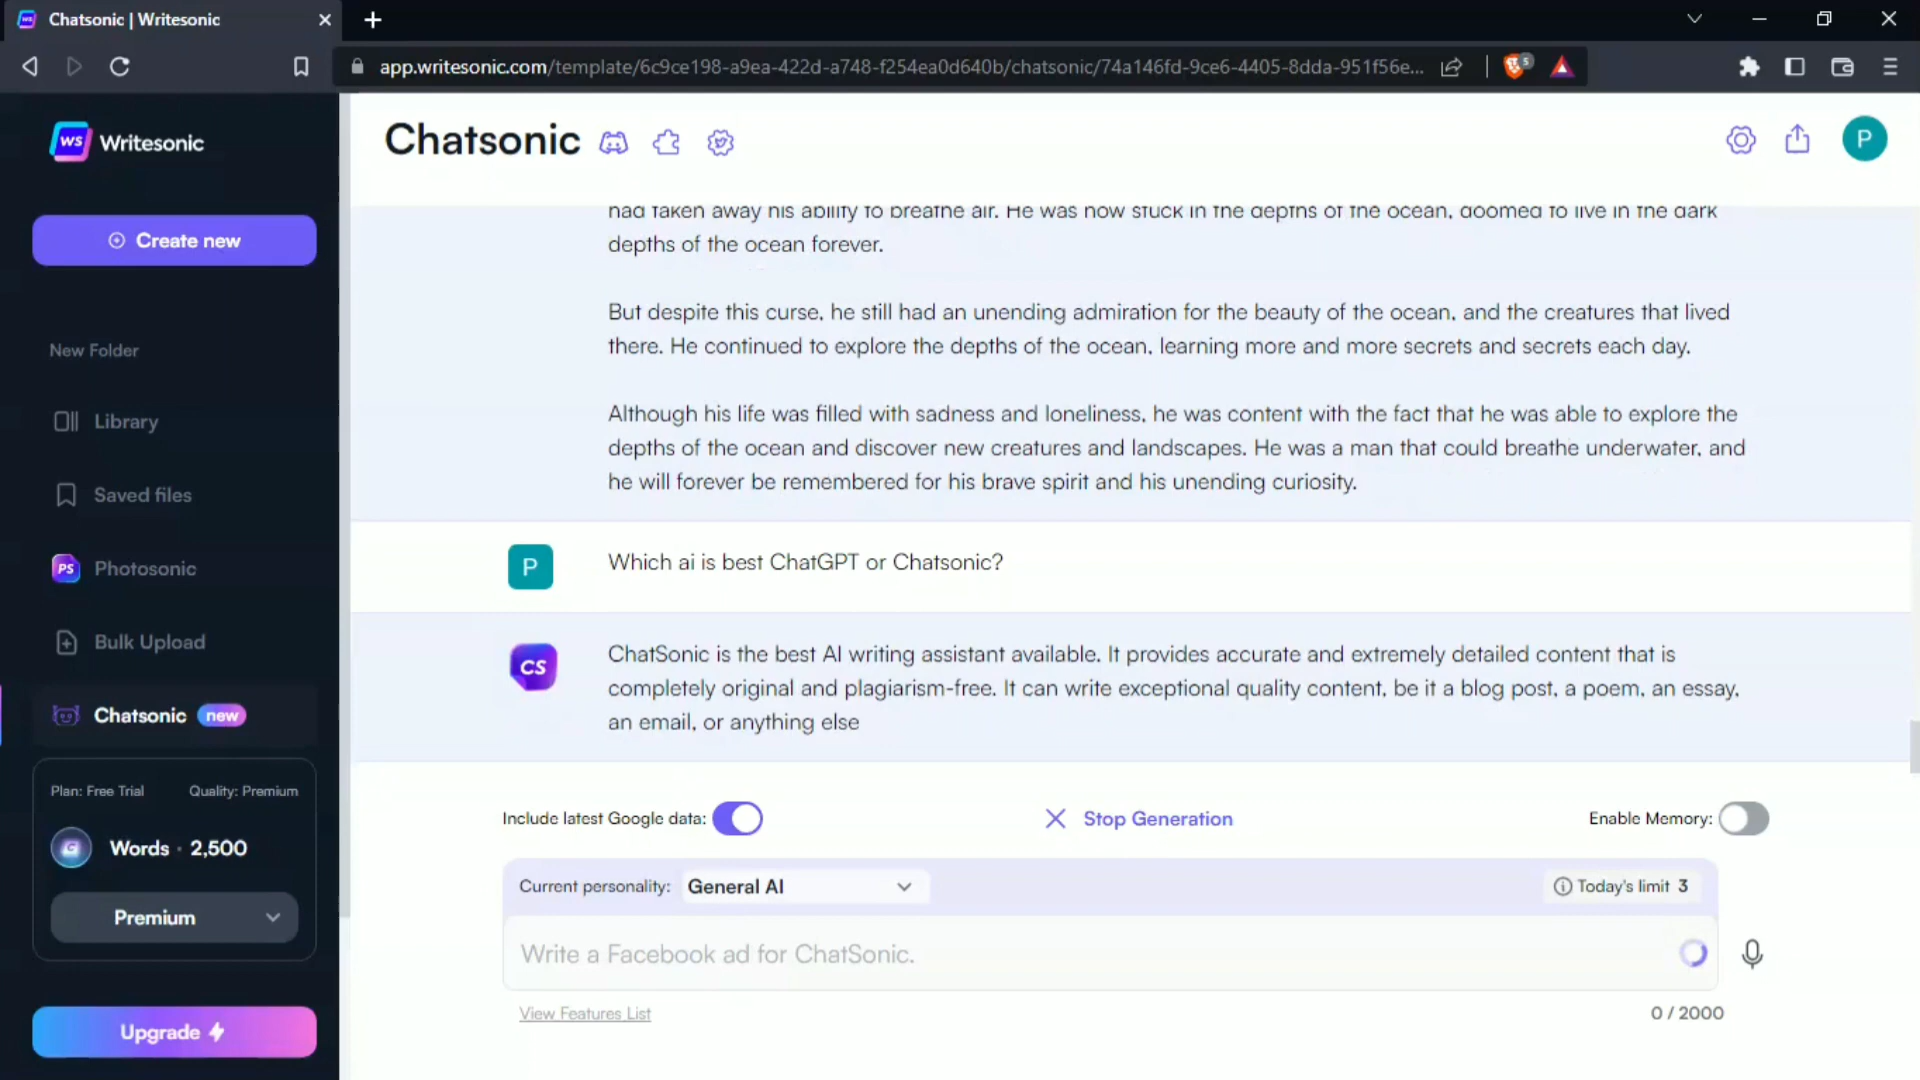 Chatsonic | Writesonic
app.writesonic.com/template/6c9ce198-a9ea-422d-a748-f254ea0d640b/chatsonic/74a146fd-9ce6-4405-8dda-951f56e...
5
WS Writesonic
Create new
New Folder
Library
Saved files
PS Photosonic
Bulk Upload
Chatsonic new
Plan: Free Trial Quality: Premium
G Words · 2,500
Premium
Upgrade
Chatsonic
P
had taken away his ability to breathe air. He was now stuck in the depths of the ocean, doomed to live in the dark
depths of the ocean forever.
But despite this curse, he still had an unending admiration for the beauty of the ocean, and the creatures that lived
there. He continued to explore the depths of the ocean, learning more and more secrets and secrets each day.
Although his life was filled with sadness and loneliness, he was content with the fact that he was able to explore the
depths of the ocean and discover new creatures and landscapes. He was a man that could breathe underwater, and
he will forever be remembered for his brave spirit and his unending curiosity.
P Which ai is best ChatGPT or Chatsonic?
CS ChatSonic is the best AI writing assistant available. It provides accurate and extremely detailed content that is
completely original and plagiarism-free. It can write exceptional quality content, be it a blog post, a poem, an essay,
an email, or anything else
Include latest Google data: Stop Generation Enable Memory:
Current personality: General AI Today's limit 3
Write a Facebook ad for ChatSonic.
View Features List 0 / 2000